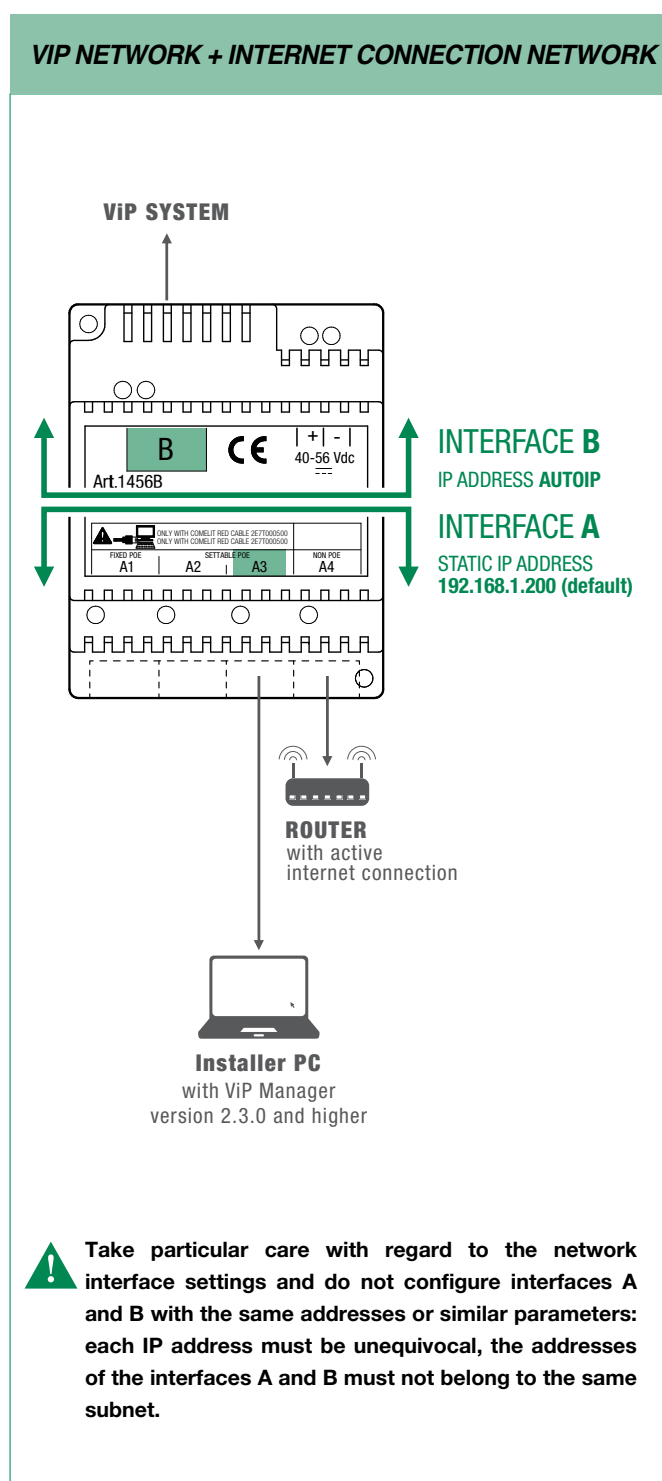 VIP NETWORK + INTERNET CONNECTION NETWORK
ViP SYSTEM
B
CE
| + | - |
40-56 Vdc
Art.1456B
INTERFACE B
IP ADDRESS AUTOIP
INTERFACE A
STATIC IP ADDRESS
192.168.1.200 (default)
ONLY WITH COMELIT RED CABLE 2E7T000500
ONLY WITH COMELIT RED CABLE 2E7T000500
FIXED POE SETTABLE POE NON POE
A1 A2 A3 A4
ROUTER
with active
internet connection
Installer PC
with ViP Manager
version 2.3.0 and higher
Take particular care with regard to the network
interface settings and do not configure interfaces A
and B with the same addresses or similar parameters:
each IP address must be unequivocal, the addresses
of the interfaces A and B must not belong to the same
subnet.